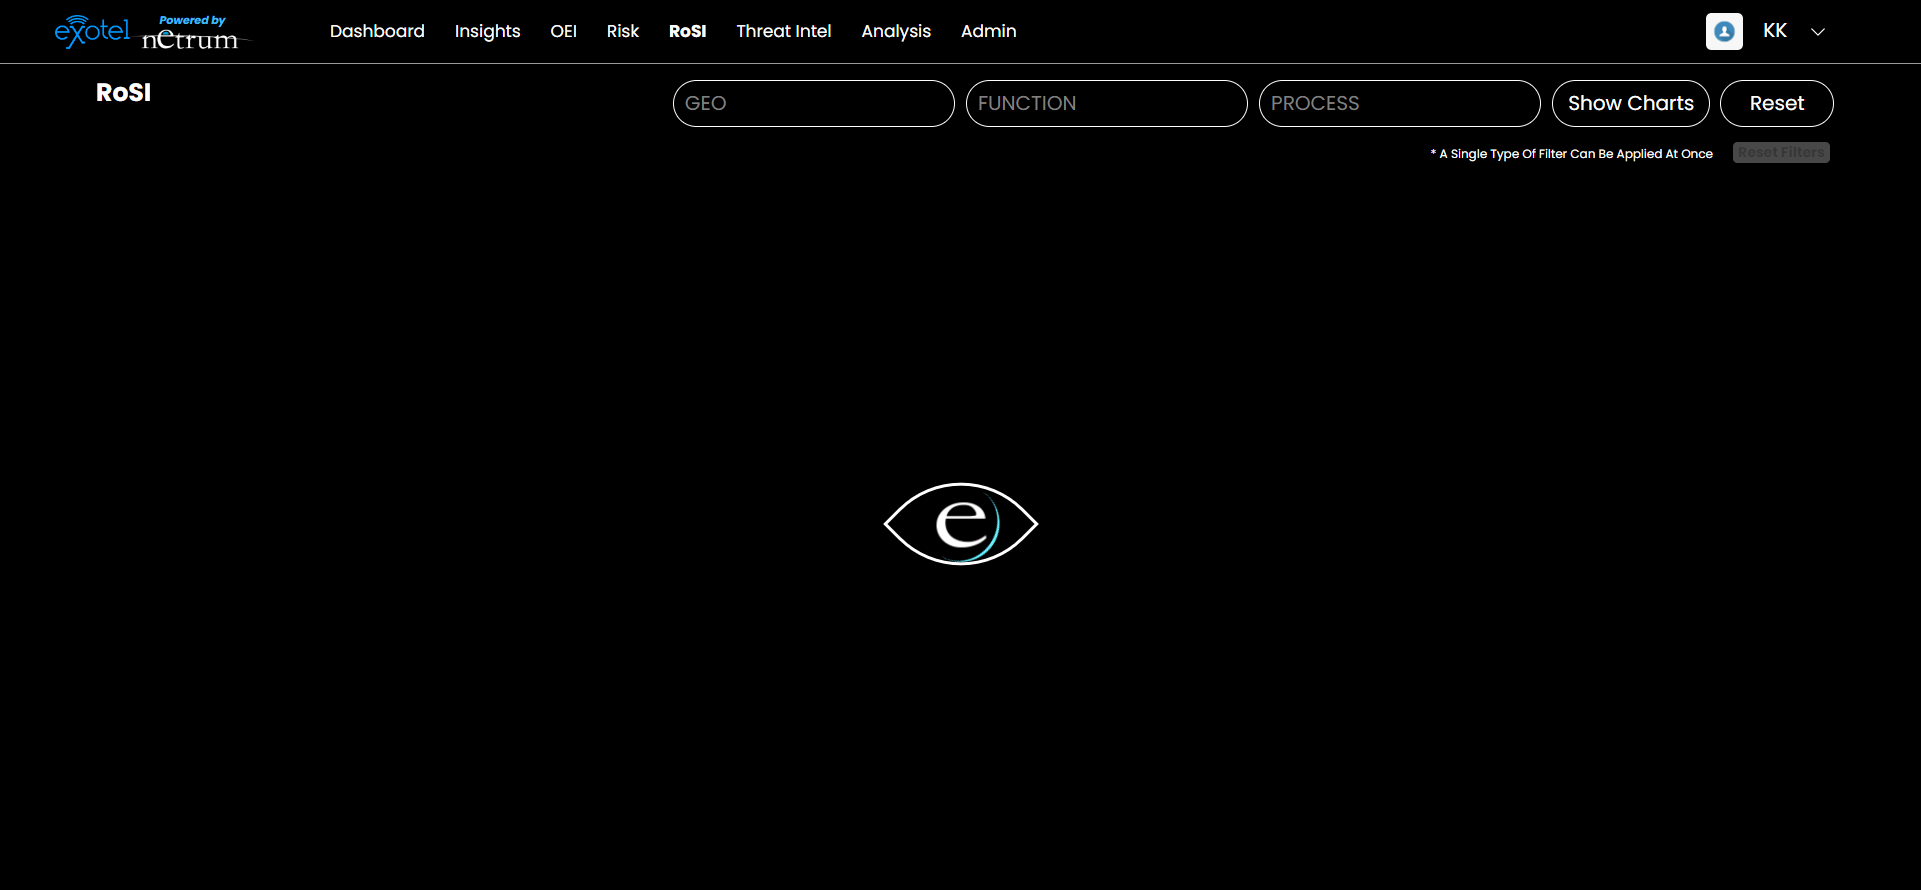 exotel Powered by netrum
Dashboard Insights OEI Risk RoSI Threat Intel Analysis Admin KK
RoSI GEO FUNCTION PROCESS Show Charts Reset
* A Single Type Of Filter Can Be Applied At Once Reset Filters
e